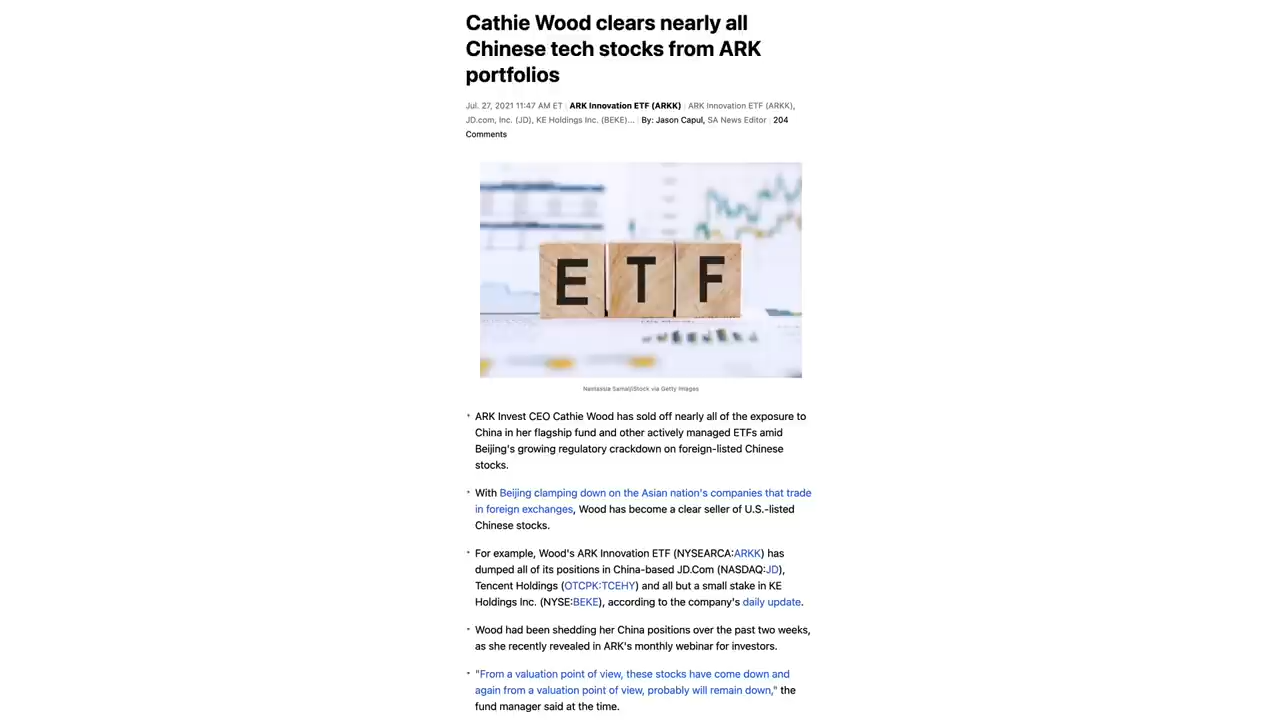 Cathie Wood clears nearly all
Chinese tech stocks from ARK
portfolios
Jul. 27, 2021 11:47 AM ET | ARK Innovation ETF (ARKK) | ARK Innovation ETF (ARKK),
JD.com, Inc. (JD), KE Holdings Inc. (BEKE)... | By: Jason Capul, SA News Editor | 204
Comments
E T F
via Getty Images
ARK Invest CEO Cathie Wood has sold off nearly all of the exposure to
China in her flagship fund and other actively managed ETFs amid
Beijing's growing regulatory crackdown on foreign-listed Chinese
stocks.
With Beijing clamping down on the Asian nation's companies that trade
in foreign exchanges, Wood has become a clear seller of U.S.-listed
Chinese stocks.
For example, Wood's ARK Innovation ETF (NYSEARCA:ARKK) has
dumped all of its positions in China-based JD.Com (NASDAQ:JD),
Tencent Holdings (OTCPK:TCEHY) and all but a small stake in KE
Holdings Inc. (NYSE:BEKE), according to the company's daily update.
Wood had been shedding her China positions over the past two weeks,
as she recently revealed in ARK's monthly webinar for investors.
"From a valuation point of view, these stocks have come down and
again from a valuation point of view, probably will remain down," the
fund manager said at the time.